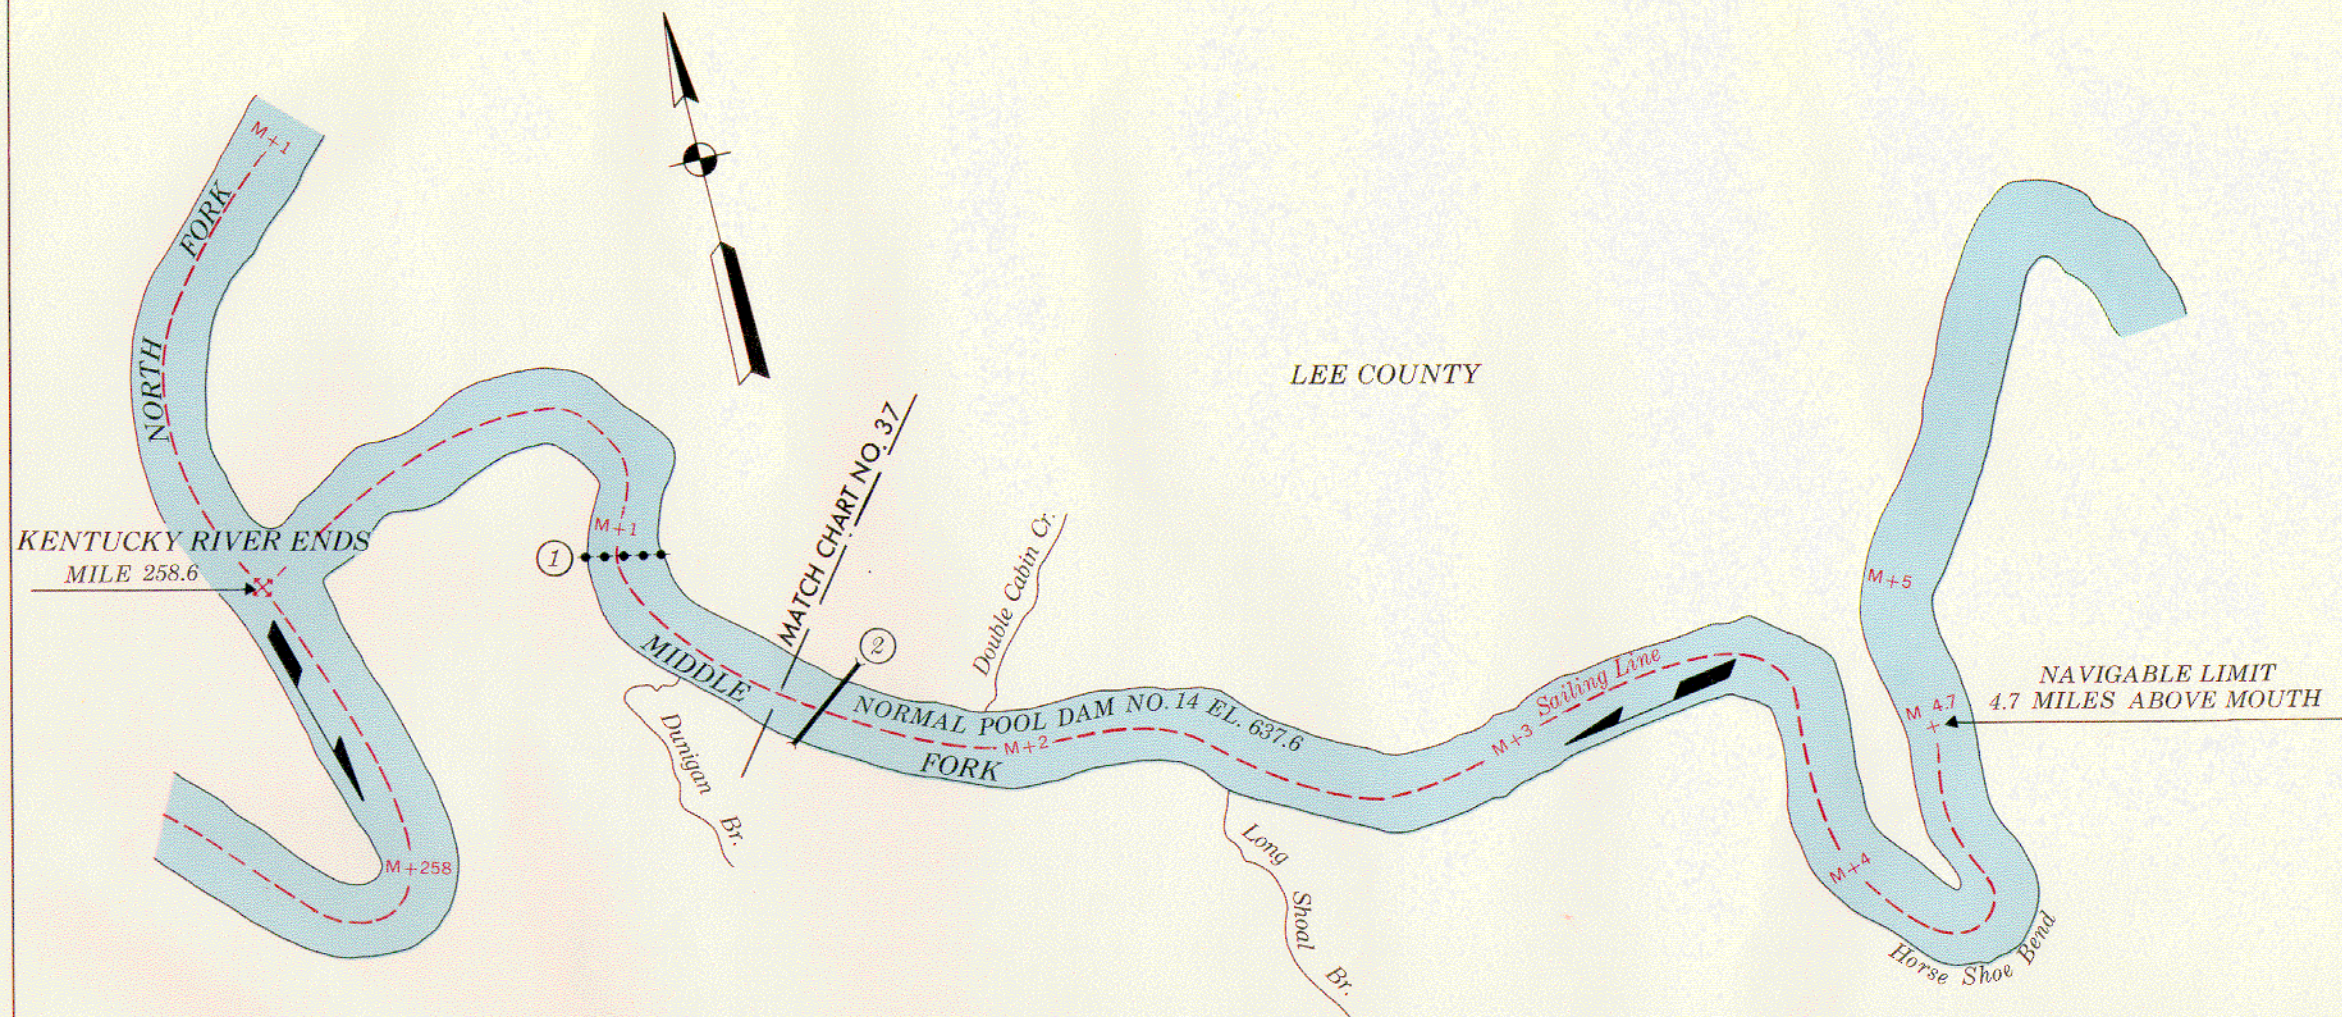 M+1
NORTH FORK
KENTUCKY RIVER ENDS
MILE 258.6
M+258
M+1
1
MATCH CHART NO. 37
2
MIDDLE FORK
Dunigan Br.
Double Cabin Cr.
NORMAL POOL DAM NO. 14 EL. 637.6
M+2
LEE COUNTY
Long Shoal Br.
M+3
Sailing Line
M+4
Horse Shoe Bend
M+5
M 4.7
+
NAVIGABLE LIMIT
4.7 MILES ABOVE MOUTH